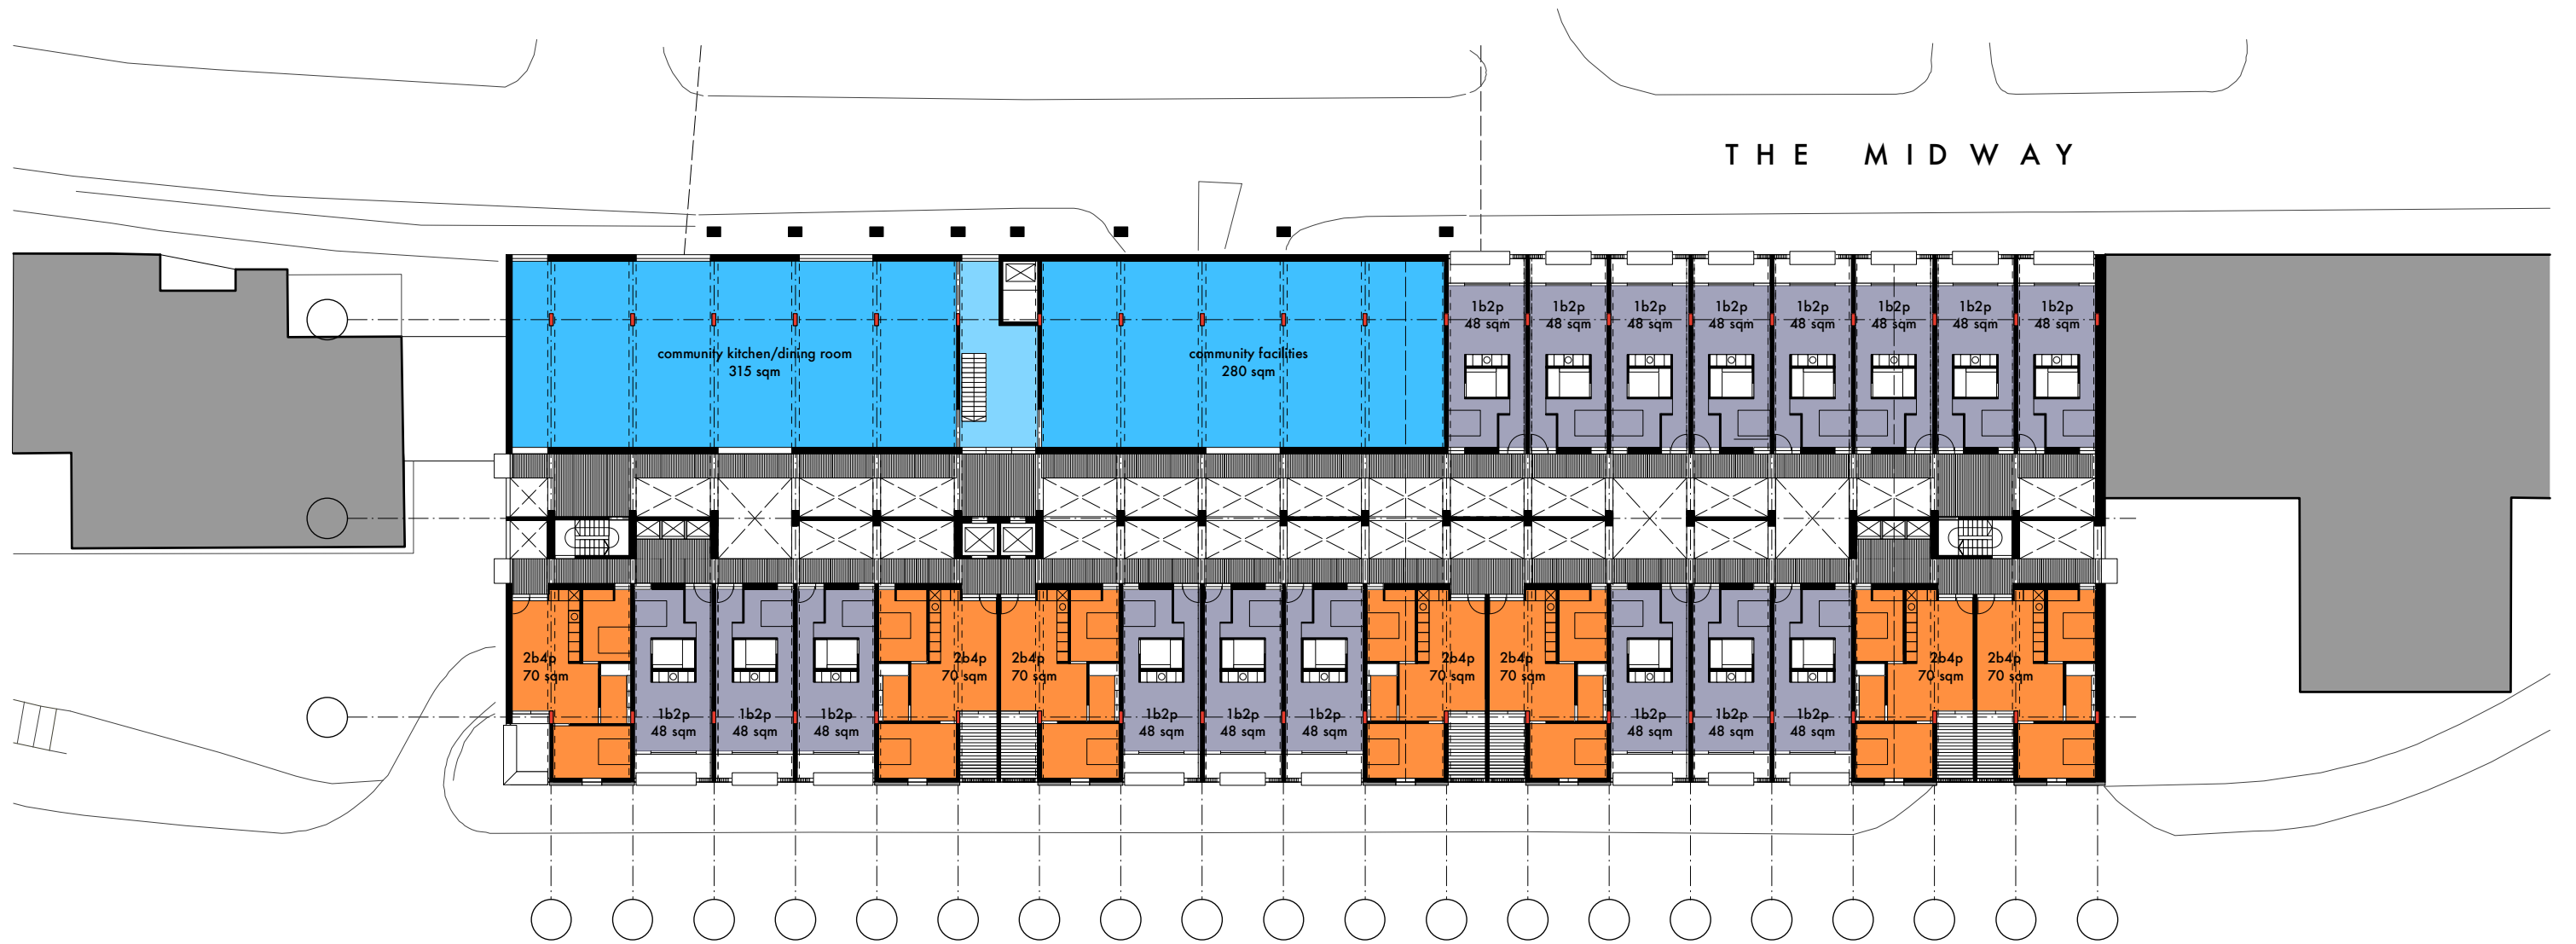 THE MIDWAY
1b2p 1b2p 1b2p 1b2p 1b2p 1b2p 1b2p 1b2p
48 sqm 48 sqm 48 sqm 48 sqm 48 sqm 48 sqm 48 sqm 48 sqm
community kitchen/dining room community facilities
315 sqm 280 sqm
2b4p 2b4p 2b4p 2b4p 2b4p 2b4p 2b4p
70 sqm 70 sqm 70 sqm 70 sqm 70 sqm 70 sqm 70 sqm
1b2p 1b2p 1b2p 1b2p 1b2p 1b2p 1b2p 1b2p 1b2p
48 sqm 48 sqm 48 sqm 48 sqm 48 sqm 48 sqm 48 sqm 48 sqm 48 sqm